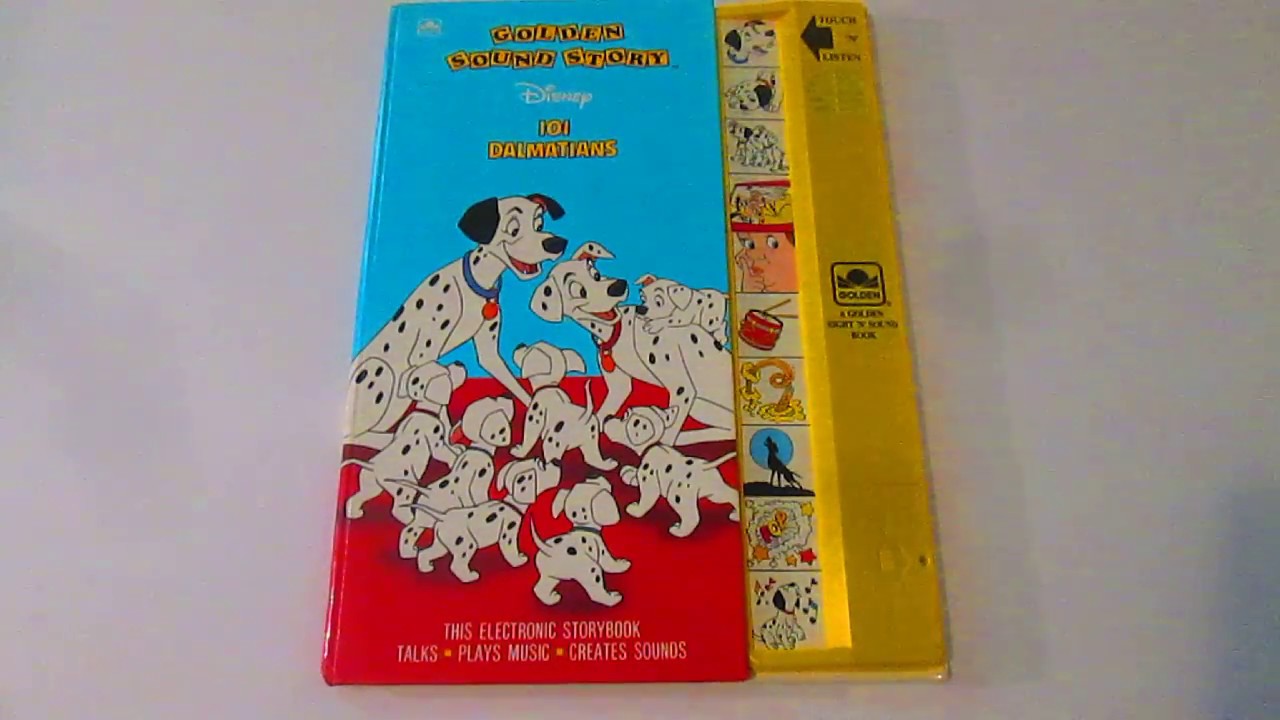 GOLDEN
SOUND STORY™
Disney
101
DALMATIANS
THIS ELECTRONIC STORYBOOK
TALKS • PLAYS MUSIC • CREATES SOUNDS
TOUCH
'N'
LISTEN
GOLDEN®
A GOLDEN
SIGHT 'N' SOUND
BOOK